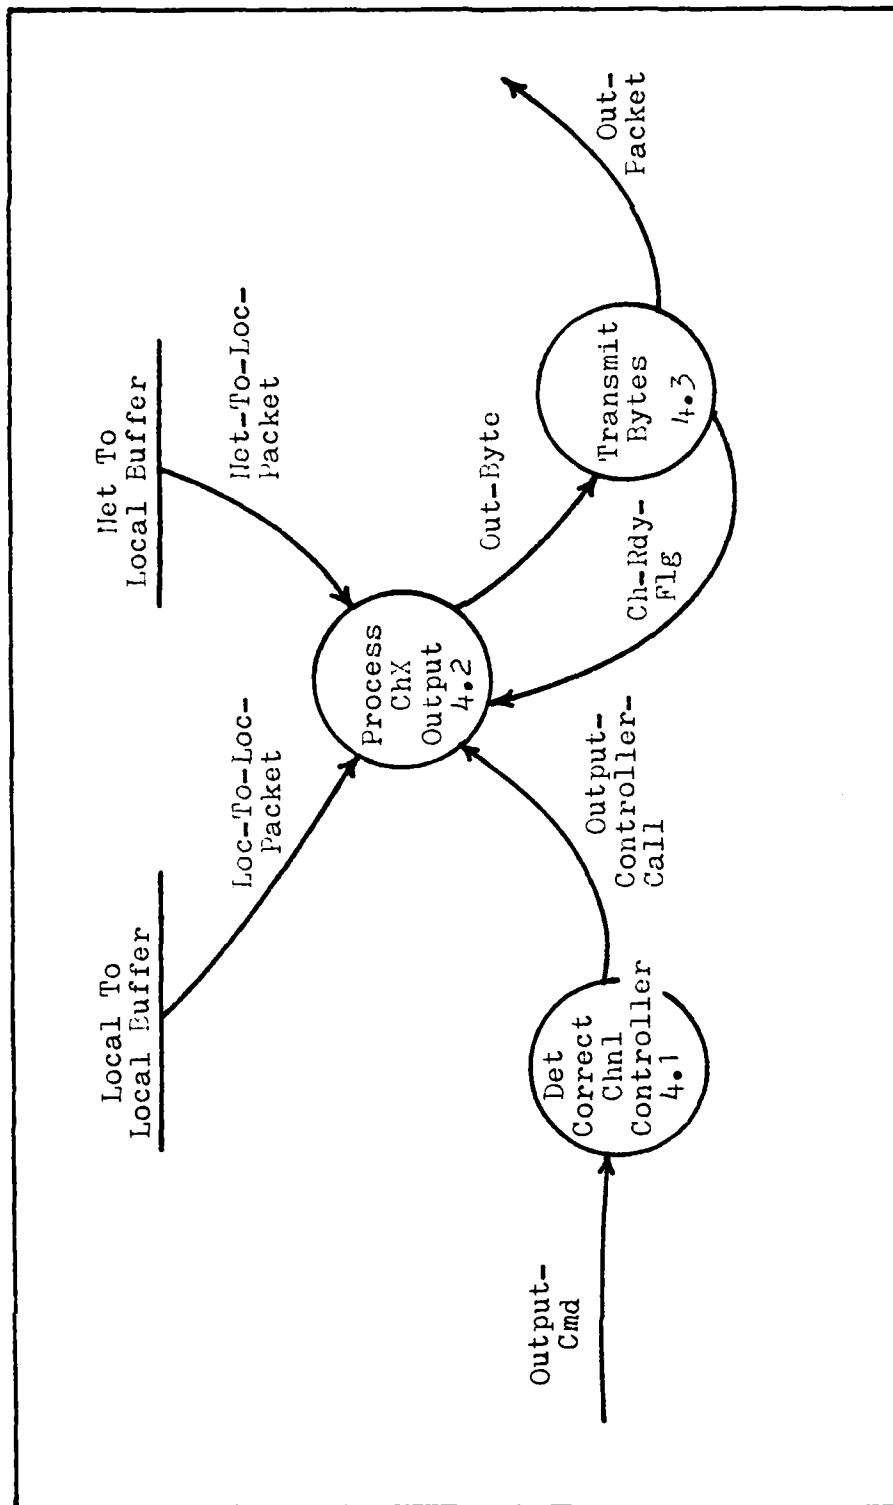 Local To
Local Buffer
Net To
Local Buffer
Loc-To-Loc-
Packet
Net-To-Loc-
Packet
Process
ChX
Output
4.2
Out-Byte
Out-
Packet
Transmit
Bytes
4.3
Ch-Rdy-
Flg
Output-
Controller-
Call
Output-
Cmd
Det
Correct
Chnl
Controller
4.1